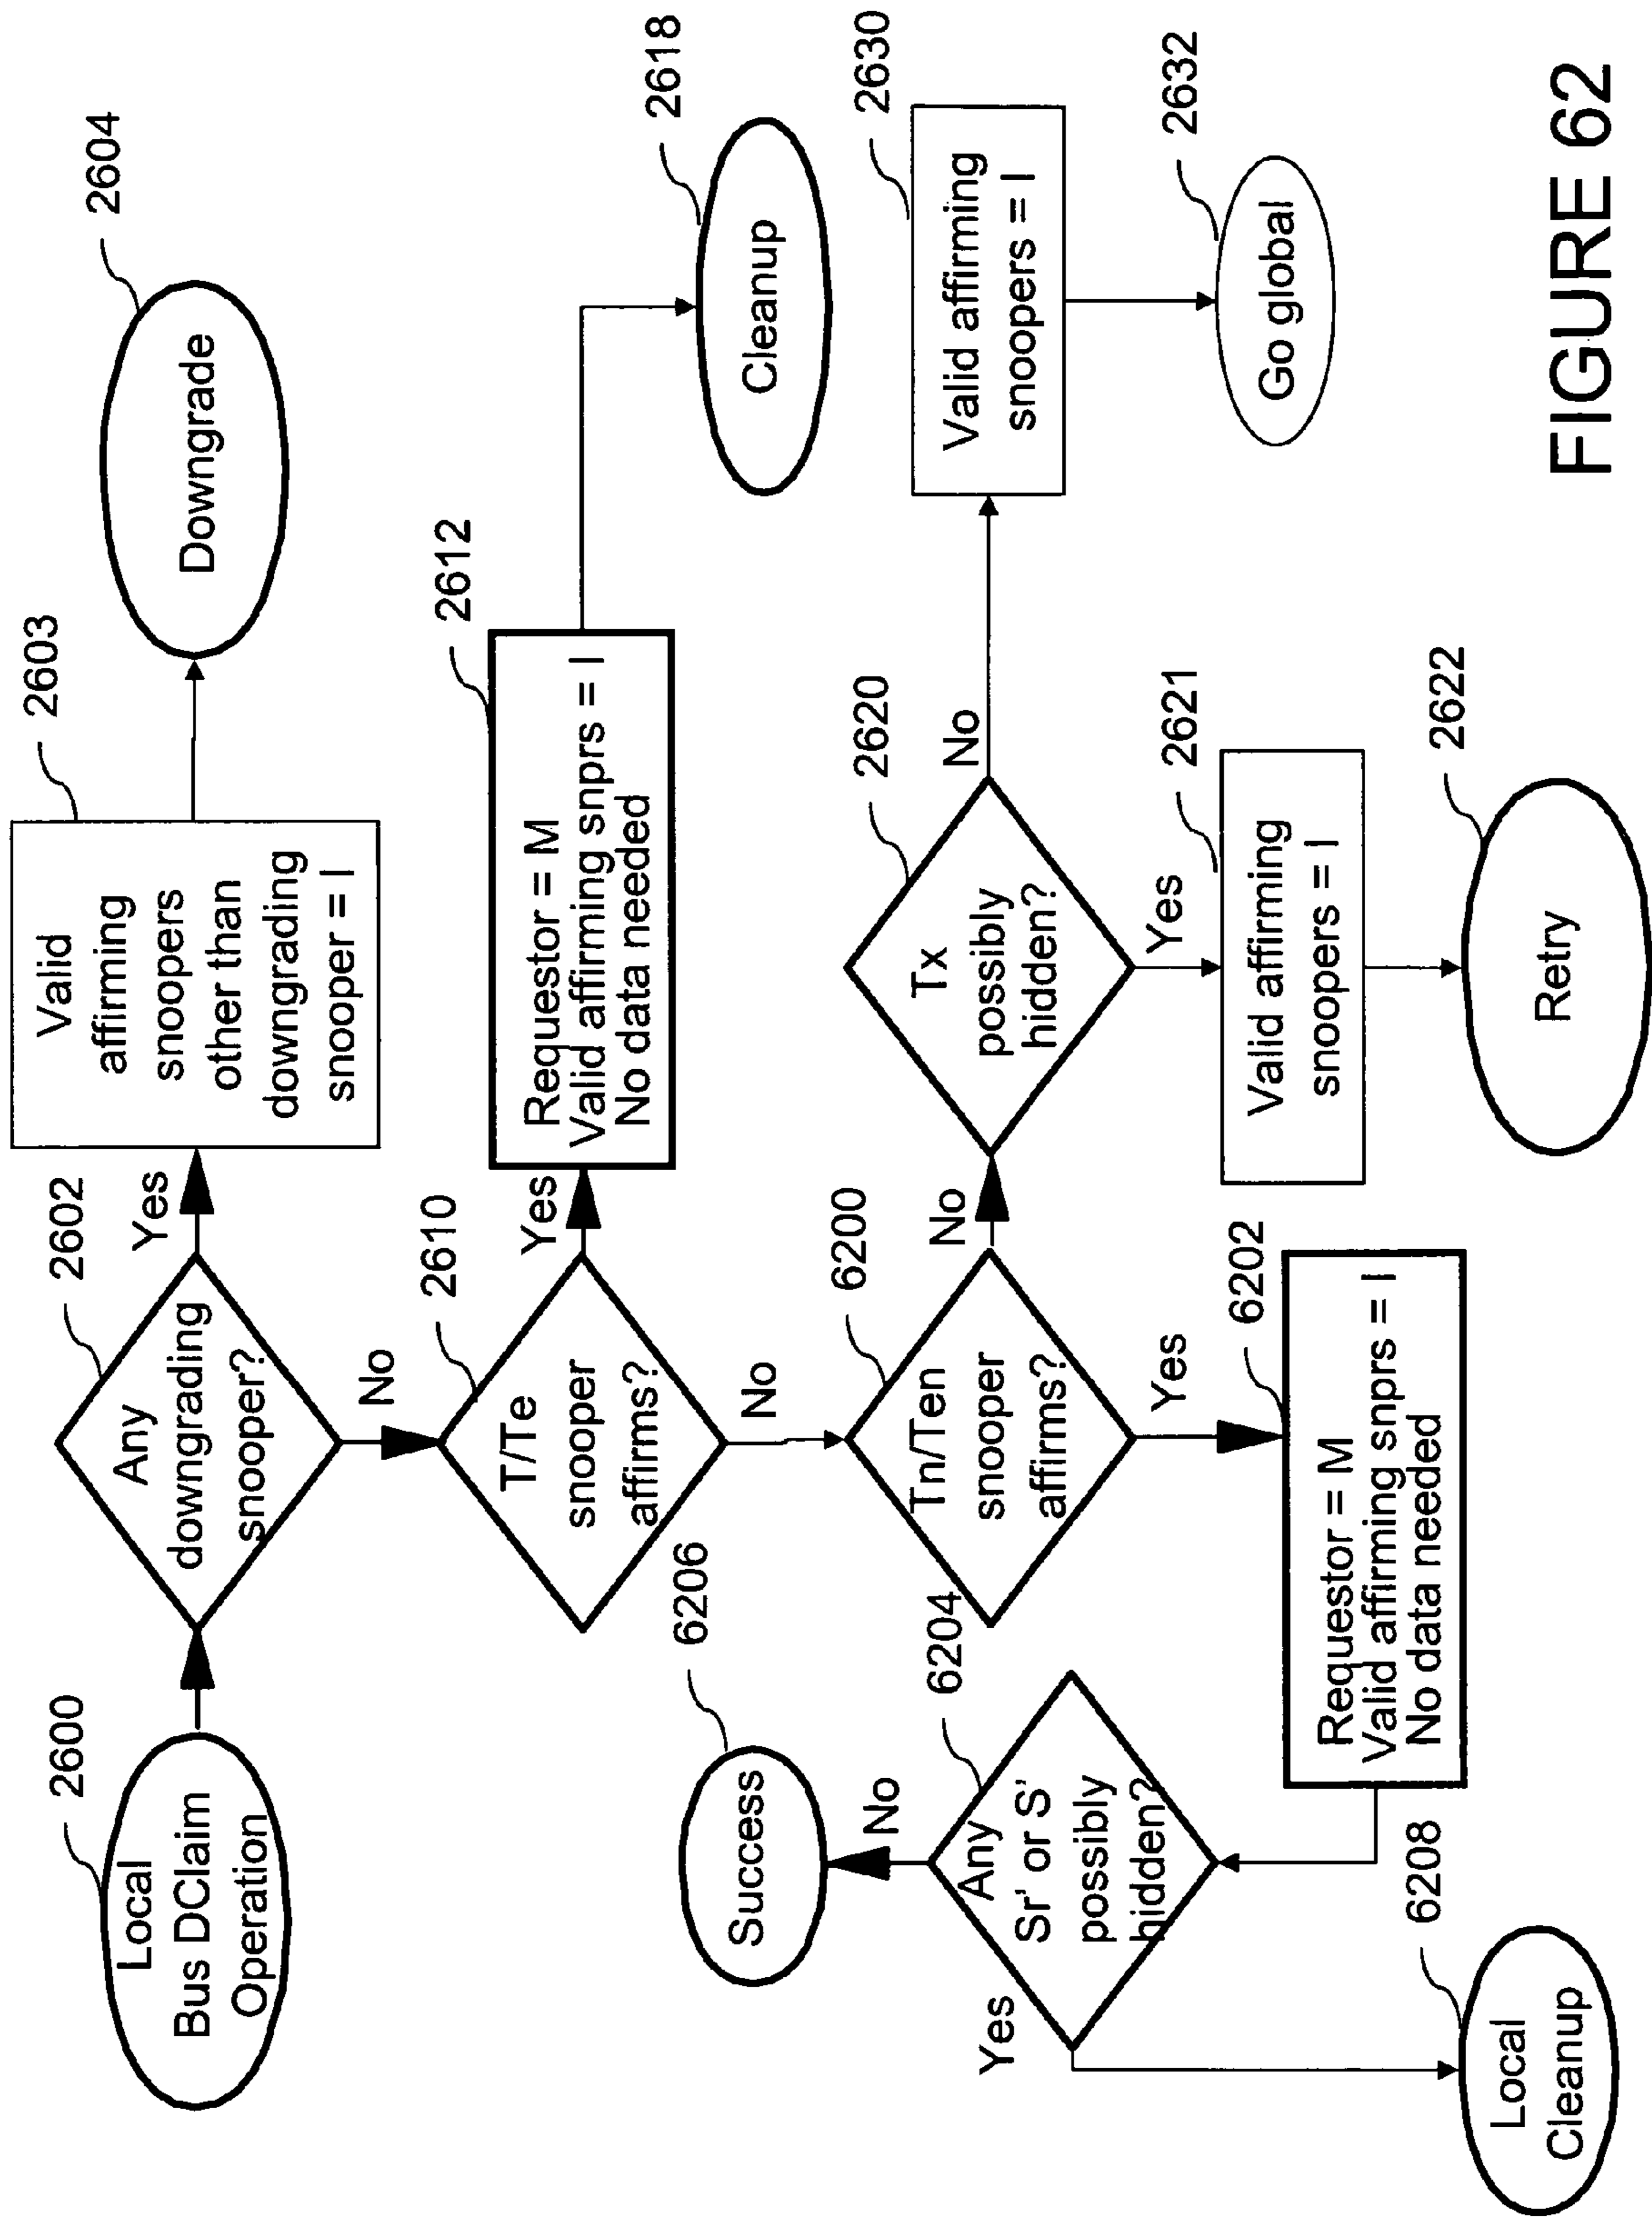 2600
Local
Bus DClaim
Operation
2602
Any
downgrading
snooper?
Yes
No
2603
Valid
affirming
snoopers
other than
downgrading
snooper = I
2604
Downgrade
2610
T/Te
snooper
affirms?
Yes
No
2612
Requestor = M
Valid affirming snprs = I
No data needed
2618
Cleanup
6200
Tn/Ten
snooper
affirms?
No
Yes
2620
Tx
possibly
hidden?
No
Yes
2630
Valid affirming
snoopers = I
2632
Go global
2621
Valid affirming
snoopers = I
2622
Retry
6202
Requestor = M
Valid affirming snprs = I
No data needed
6204
Any
Sr' or S'
possibly
hidden?
No
Yes
6206
Success
6208
Local
Cleanup
FIGURE 62